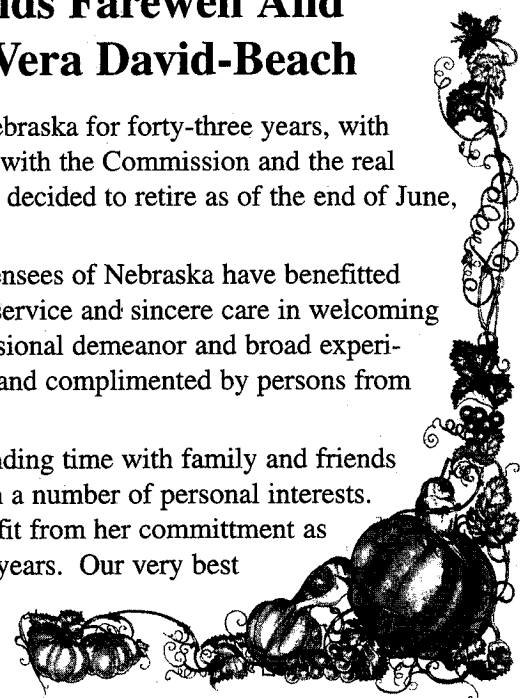 nds Farewell And
Vera David-Beach
ebraska for forty-three years, with
with the Commission and the real
decided to retire as of the end of June,
ensees of Nebraska have benefitted
service and sincere care in welcoming
sional demeanor and broad experi-
and complimented by persons from
nding time with family and friends
a number of personal interests.
fit from her committment as
years. Our very best